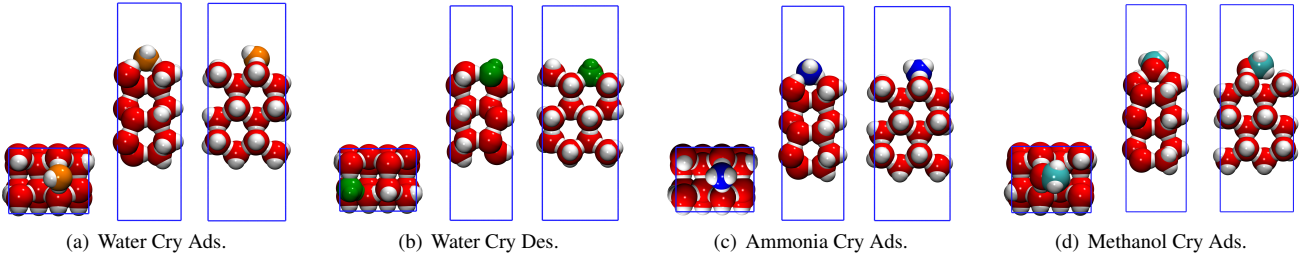 (a) Water Cry Ads.
(b) Water Cry Des.
(c) Ammonia Cry Ads.
(d) Methanol Cry Ads.